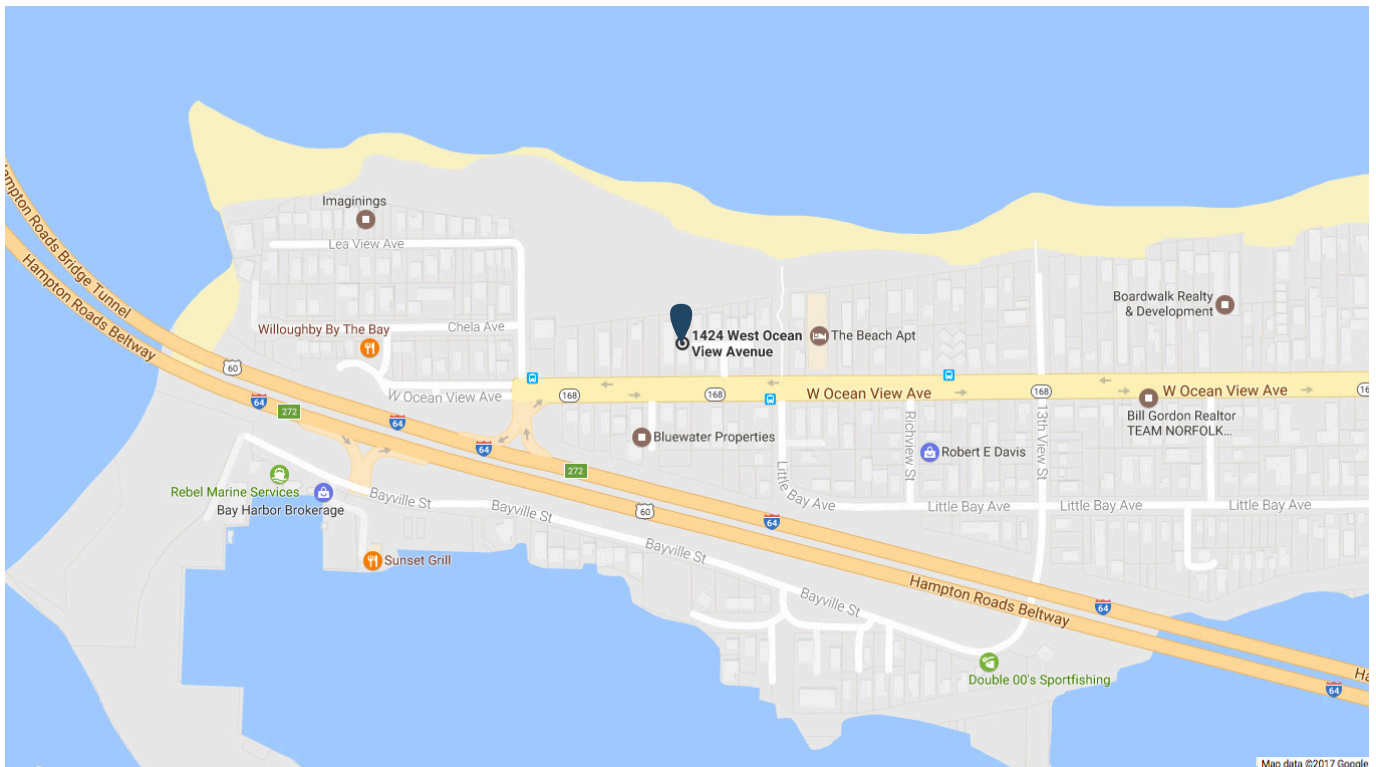 Imaginings
Lea View Ave
Hampton Roads Bridge Tunnel
Hampton Roads Beltway
Boardwalk Realty
& Development
Chela Ave
Willoughby By The Bay
1424 West Ocean
View Avenue
The Beach Apt
60
W Ocean View Ave
168
168
W Ocean View Ave
168
W Ocean View Ave
64
272
64
64
13th View St
Bill Gordon Realtor
TEAM NORFOLK...
Bluewater Properties
Richview St
Robert E Davis
272
Little Bay Ave
Rebel Marine Services
Bay Harbor Brokerage
Bayville St
Bayville St
60
64
Little Bay Ave
Little Bay Ave
Little Bay Ave
Sunset Grill
Bayville St
Hampton Roads Beltway
64
Bayville St
Double 00's Sportfishing
64
Map data ©2017 Google